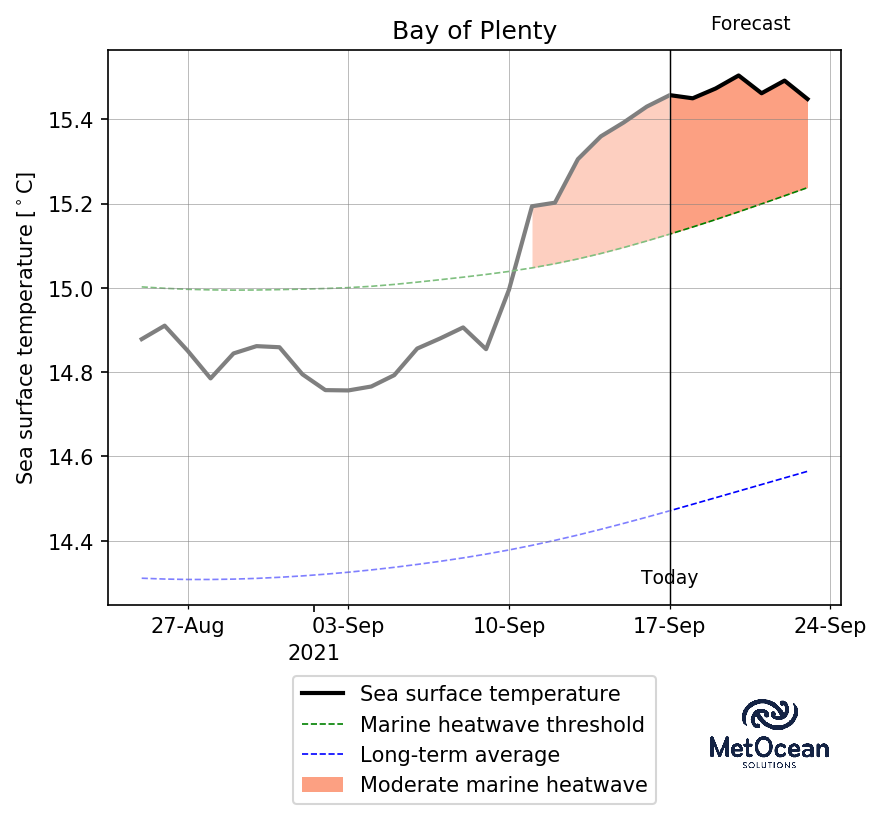 Forecast
Bay of Plenty
Sea surface temperature [°C]
15.4
15.2
15.0
14.8
14.6
14.4
Today
27-Aug 03-Sep 10-Sep 17-Sep 24-Sep
2021
Sea surface temperature
Marine heatwave threshold
Long-term average
Moderate marine heatwave
MetOcean
SOLUTIONS